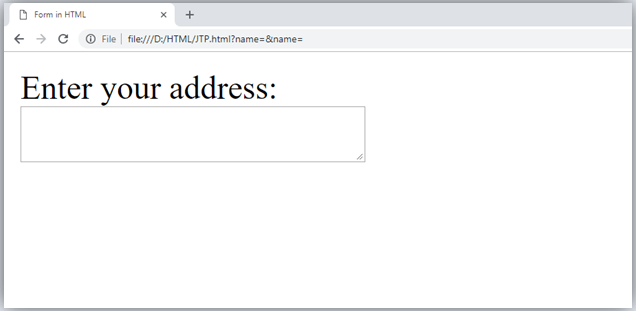 Form in HTML
File file:///D:/HTML/JTP.html?name=&name=
Enter your address: